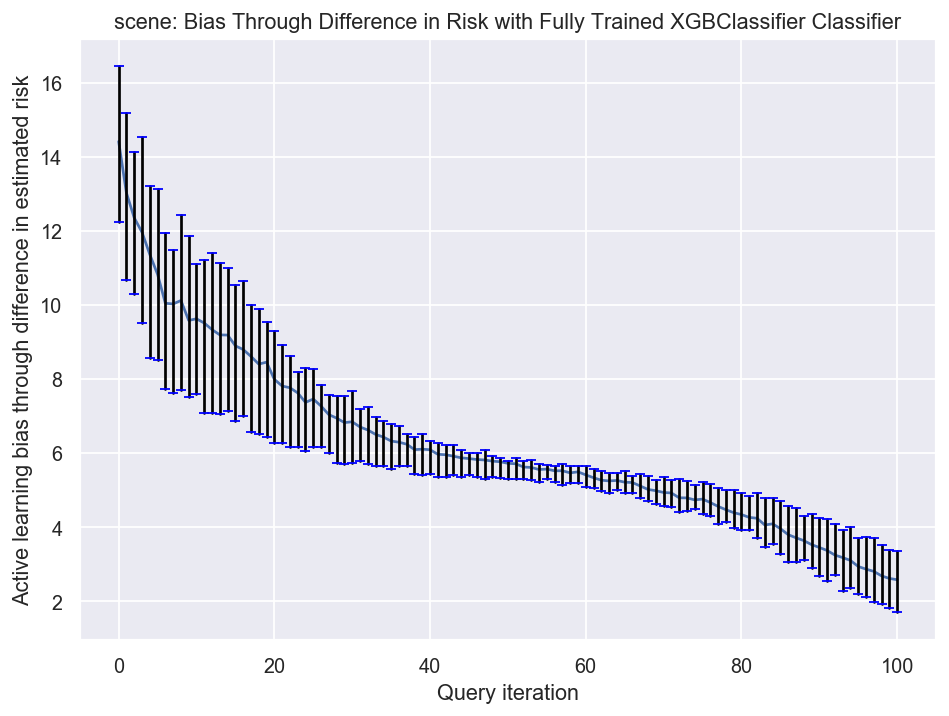 scene: Bias Through Difference in Risk with Fully Trained XGBClassifier Classifier
Active learning bias through difference in estimated risk
16
14
12
10
8
6
4
2
0 20 40 60 80 100
Query iteration